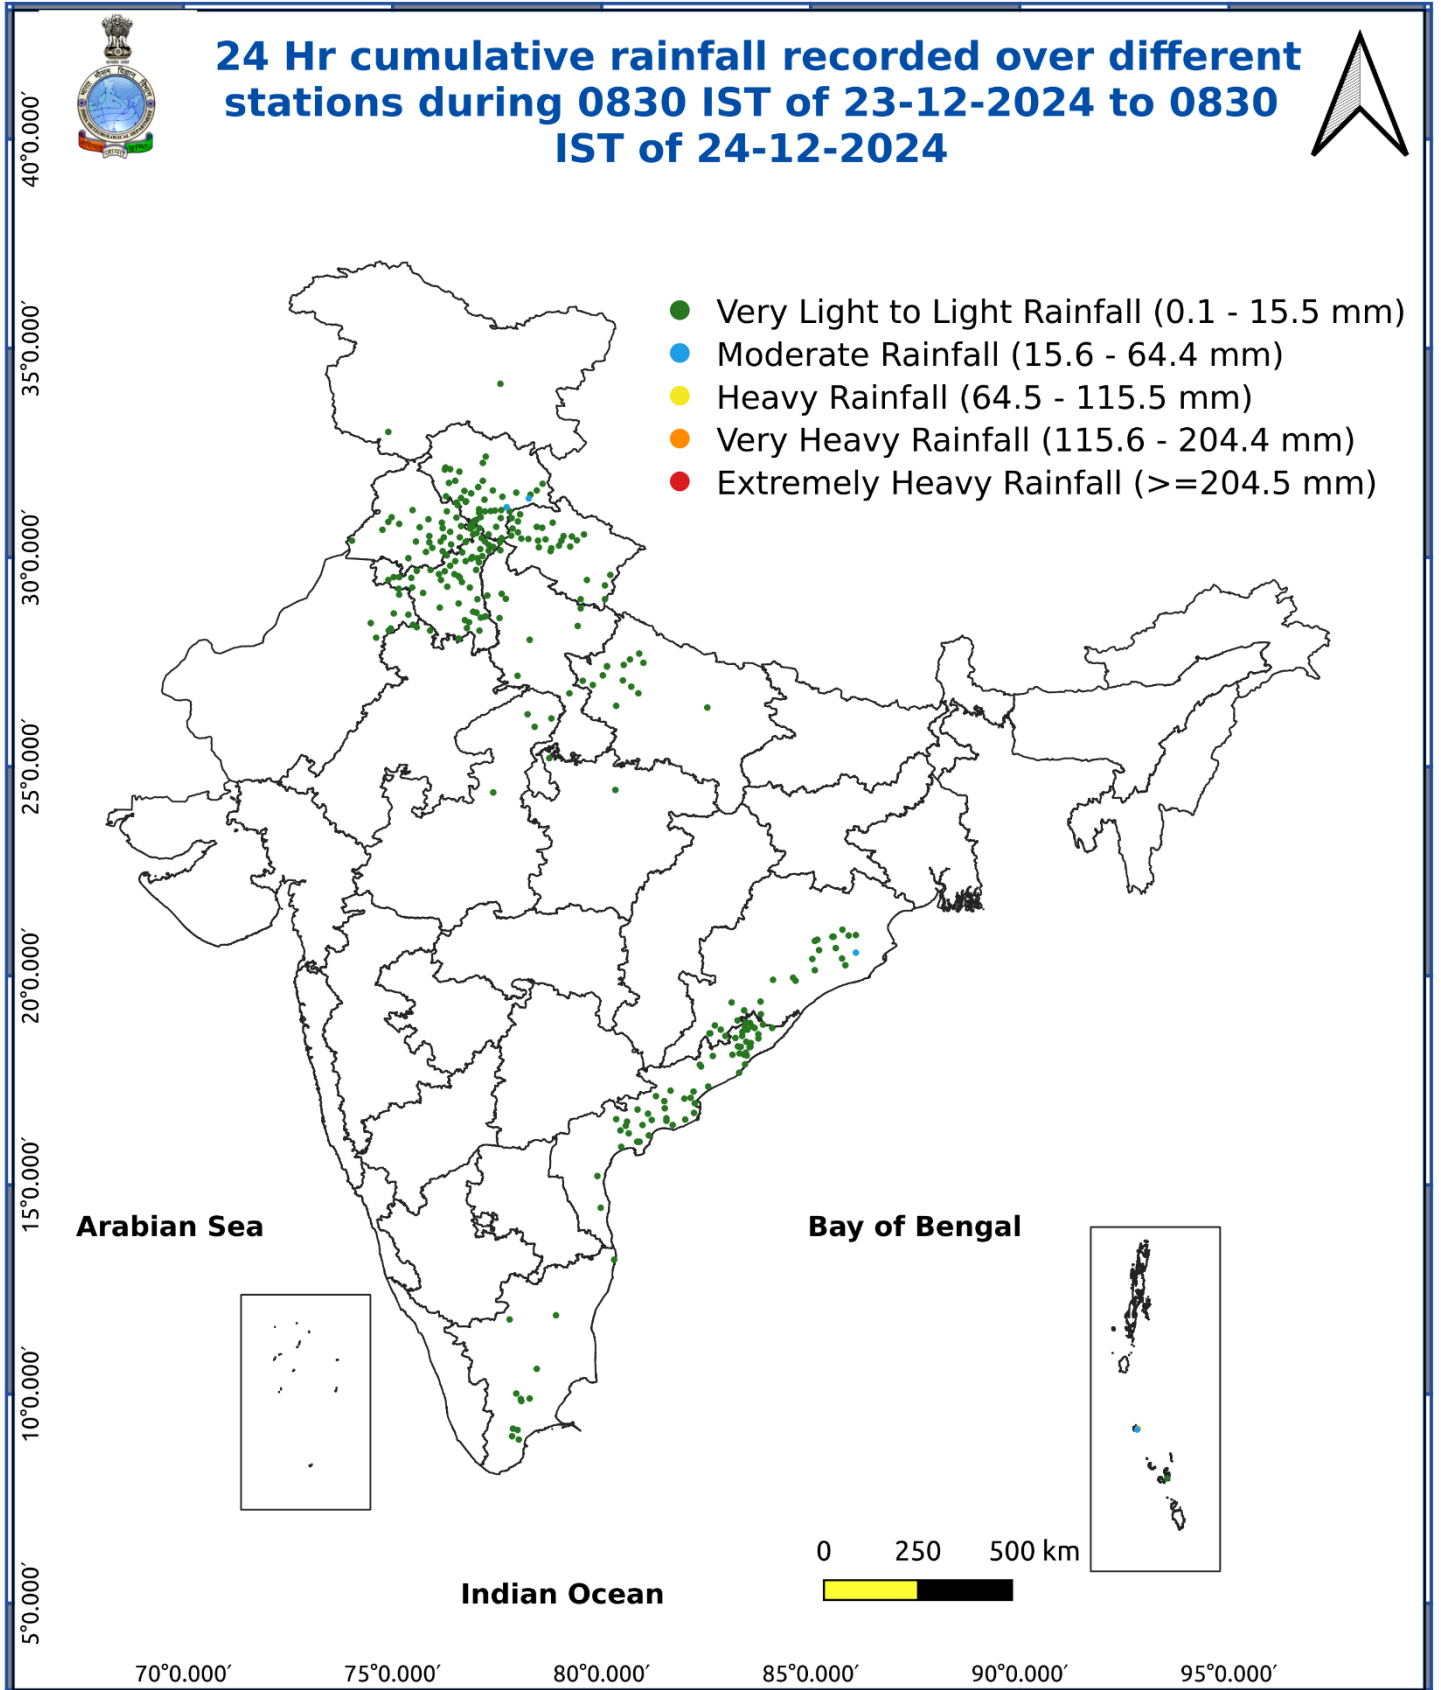 24 Hr cumulative rainfall recorded over different
stations during 0830 IST of 23-12-2024 to 0830
IST of 24-12-2024
Very Light to Light Rainfall (0.1 - 15.5 mm)
Moderate Rainfall (15.6 - 64.4 mm)
Heavy Rainfall (64.5 - 115.5 mm)
Very Heavy Rainfall (115.6 - 204.4 mm)
Extremely Heavy Rainfall (>=204.5 mm)
40°0.000′
35°0.000′
30°0.000′
25°0.000′
20°0.000′
15°0.000′
10°0.000′
5°0.000′
Arabian Sea
Bay of Bengal
Indian Ocean
0 250 500 km
70°0.000′ 75°0.000′ 80°0.000′ 85°0.000′ 90°0.000′ 95°0.000′